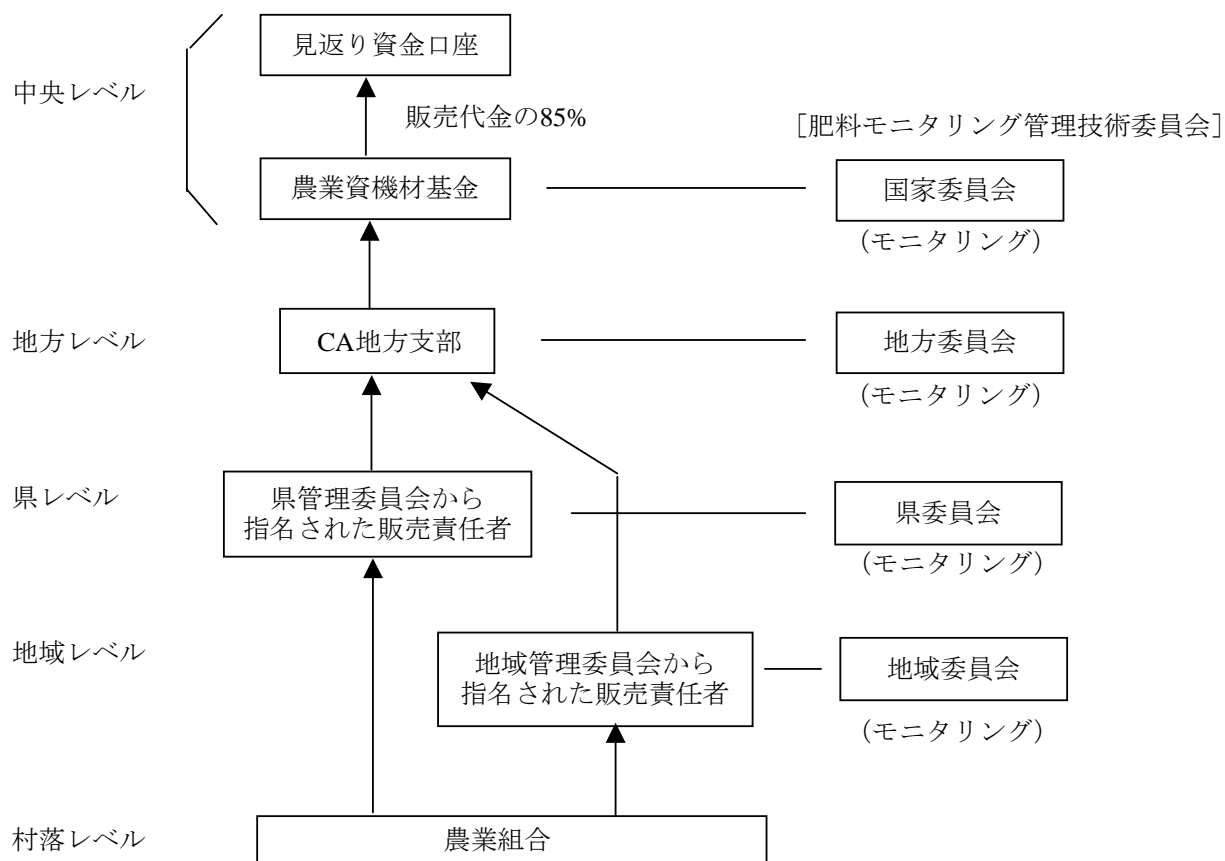 見返り資金口座
中央レベル
販売代金の85%
［肥料モニタリング管理技術委員会］
農業資機材基金
国家委員会
（モニタリング）
地方レベル
CA地方支部
地方委員会
（モニタリング）
県レベル
県管理委員会から
指名された販売責任者
県委員会
（モニタリング）
地域レベル
地域管理委員会から
指名された販売責任者
地域委員会
（モニタリング）
村落レベル
農業組合